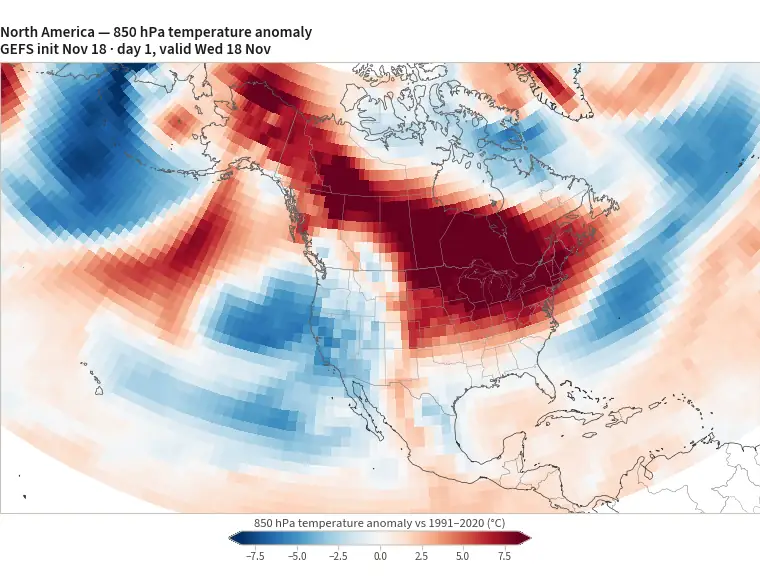 North America — 850 hPa temperature anomaly
GEFS init Nov 18 · day 1, valid Wed 18 Nov
850 hPa temperature anomaly vs 1991–2020 (°C)
−7.5 −5.0 −2.5 0.0 2.5 5.0 7.5